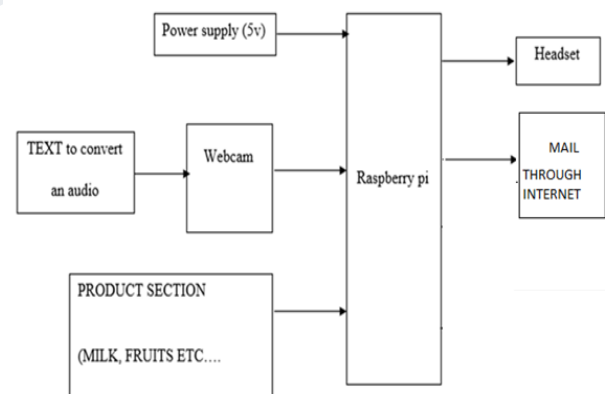 Power supply (5v)
Headset
TEXT to convert
an audio
Webcam
Raspberry pi
MAIL
THROUGH
INTERNET
PRODUCT SECTION
(MILK, FRUITS ETC....